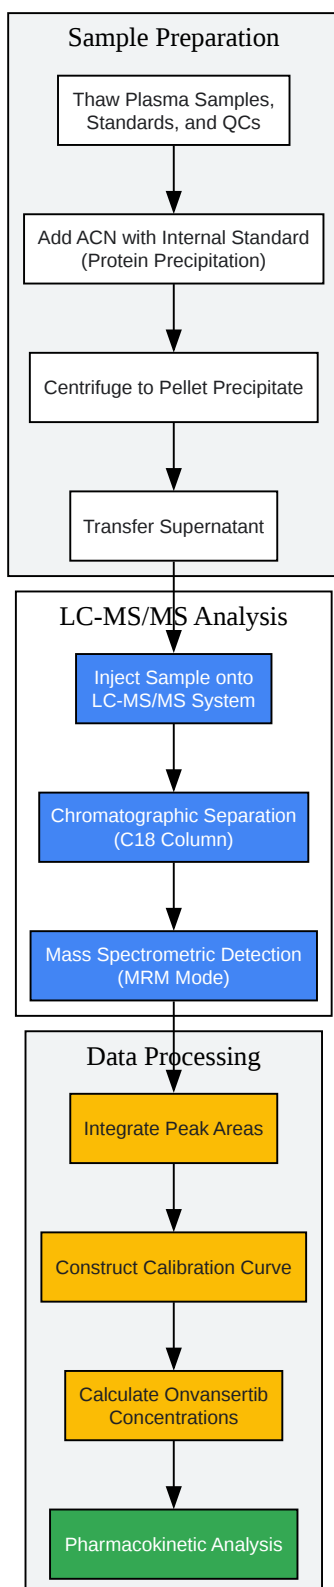 Sample Preparation
Thaw Plasma Samples,
Standards, and QCs
Add ACN with Internal Standard
(Protein Precipitation)
Centrifuge to Pellet Precipitate
Transfer Supernatant
LC-MS/MS Analysis
Inject Sample onto
LC-MS/MS System
Chromatographic Separation
(C18 Column)
Mass Spectrometric Detection
(MRM Mode)
Data Processing
Integrate Peak Areas
Construct Calibration Curve
Calculate Onvansertib
Concentrations
Pharmacokinetic Analysis